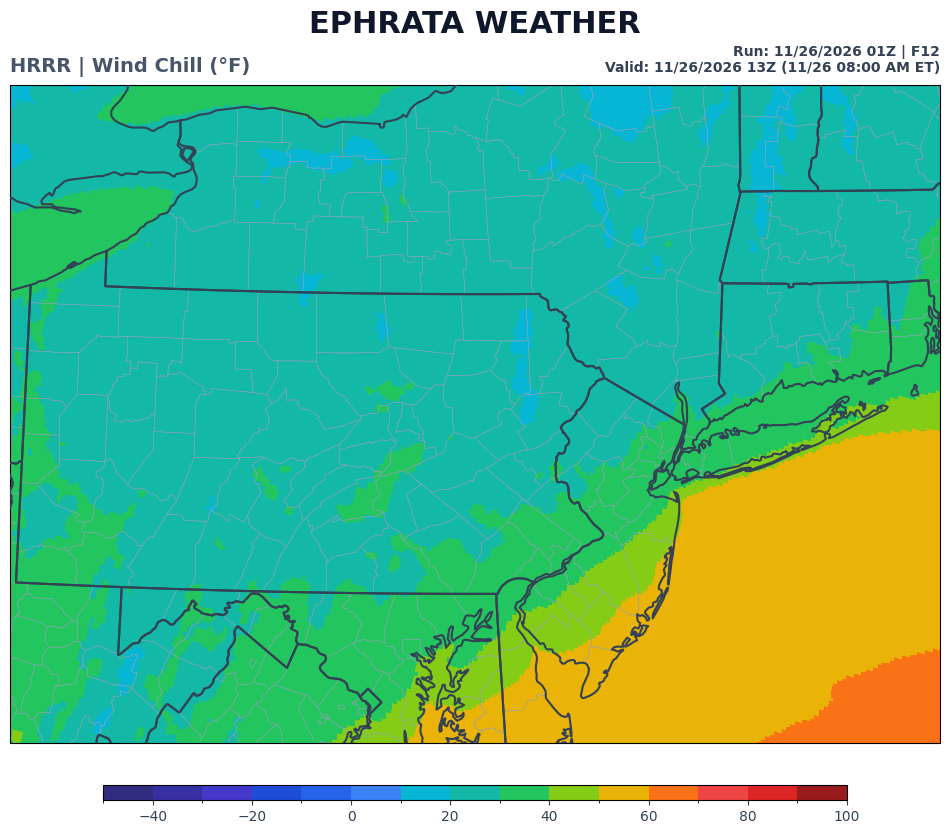 EPHRATA WEATHER
HRRR | Wind Chill (°F)
Run: 11/26/2026 01Z | F12
Valid: 11/26/2026 13Z (11/26 08:00 AM ET)
−40 −20 0 20 40 60 80 100